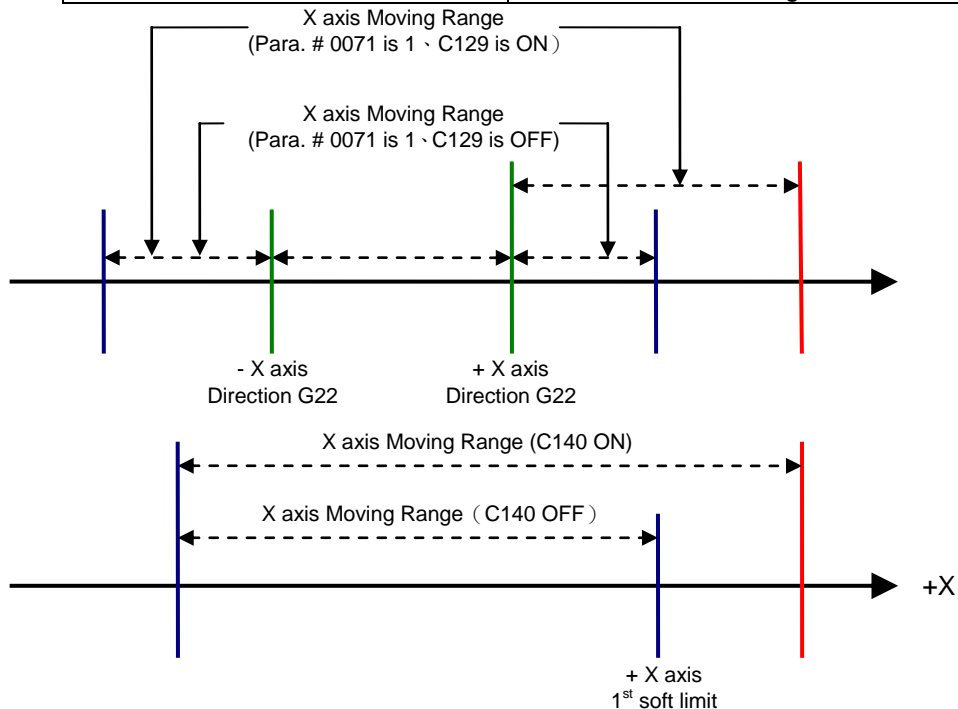 X axis Moving Range
(Para. # 0071 is 1、C129 is ON）
X axis Moving Range
(Para. # 0071 is 1、C129 is OFF)
- X axis
Direction G22
+ X axis
Direction G22
X axis Moving Range (C140 ON)
X axis Moving Range（C140 OFF）
+X
+ X axis
1st soft limit